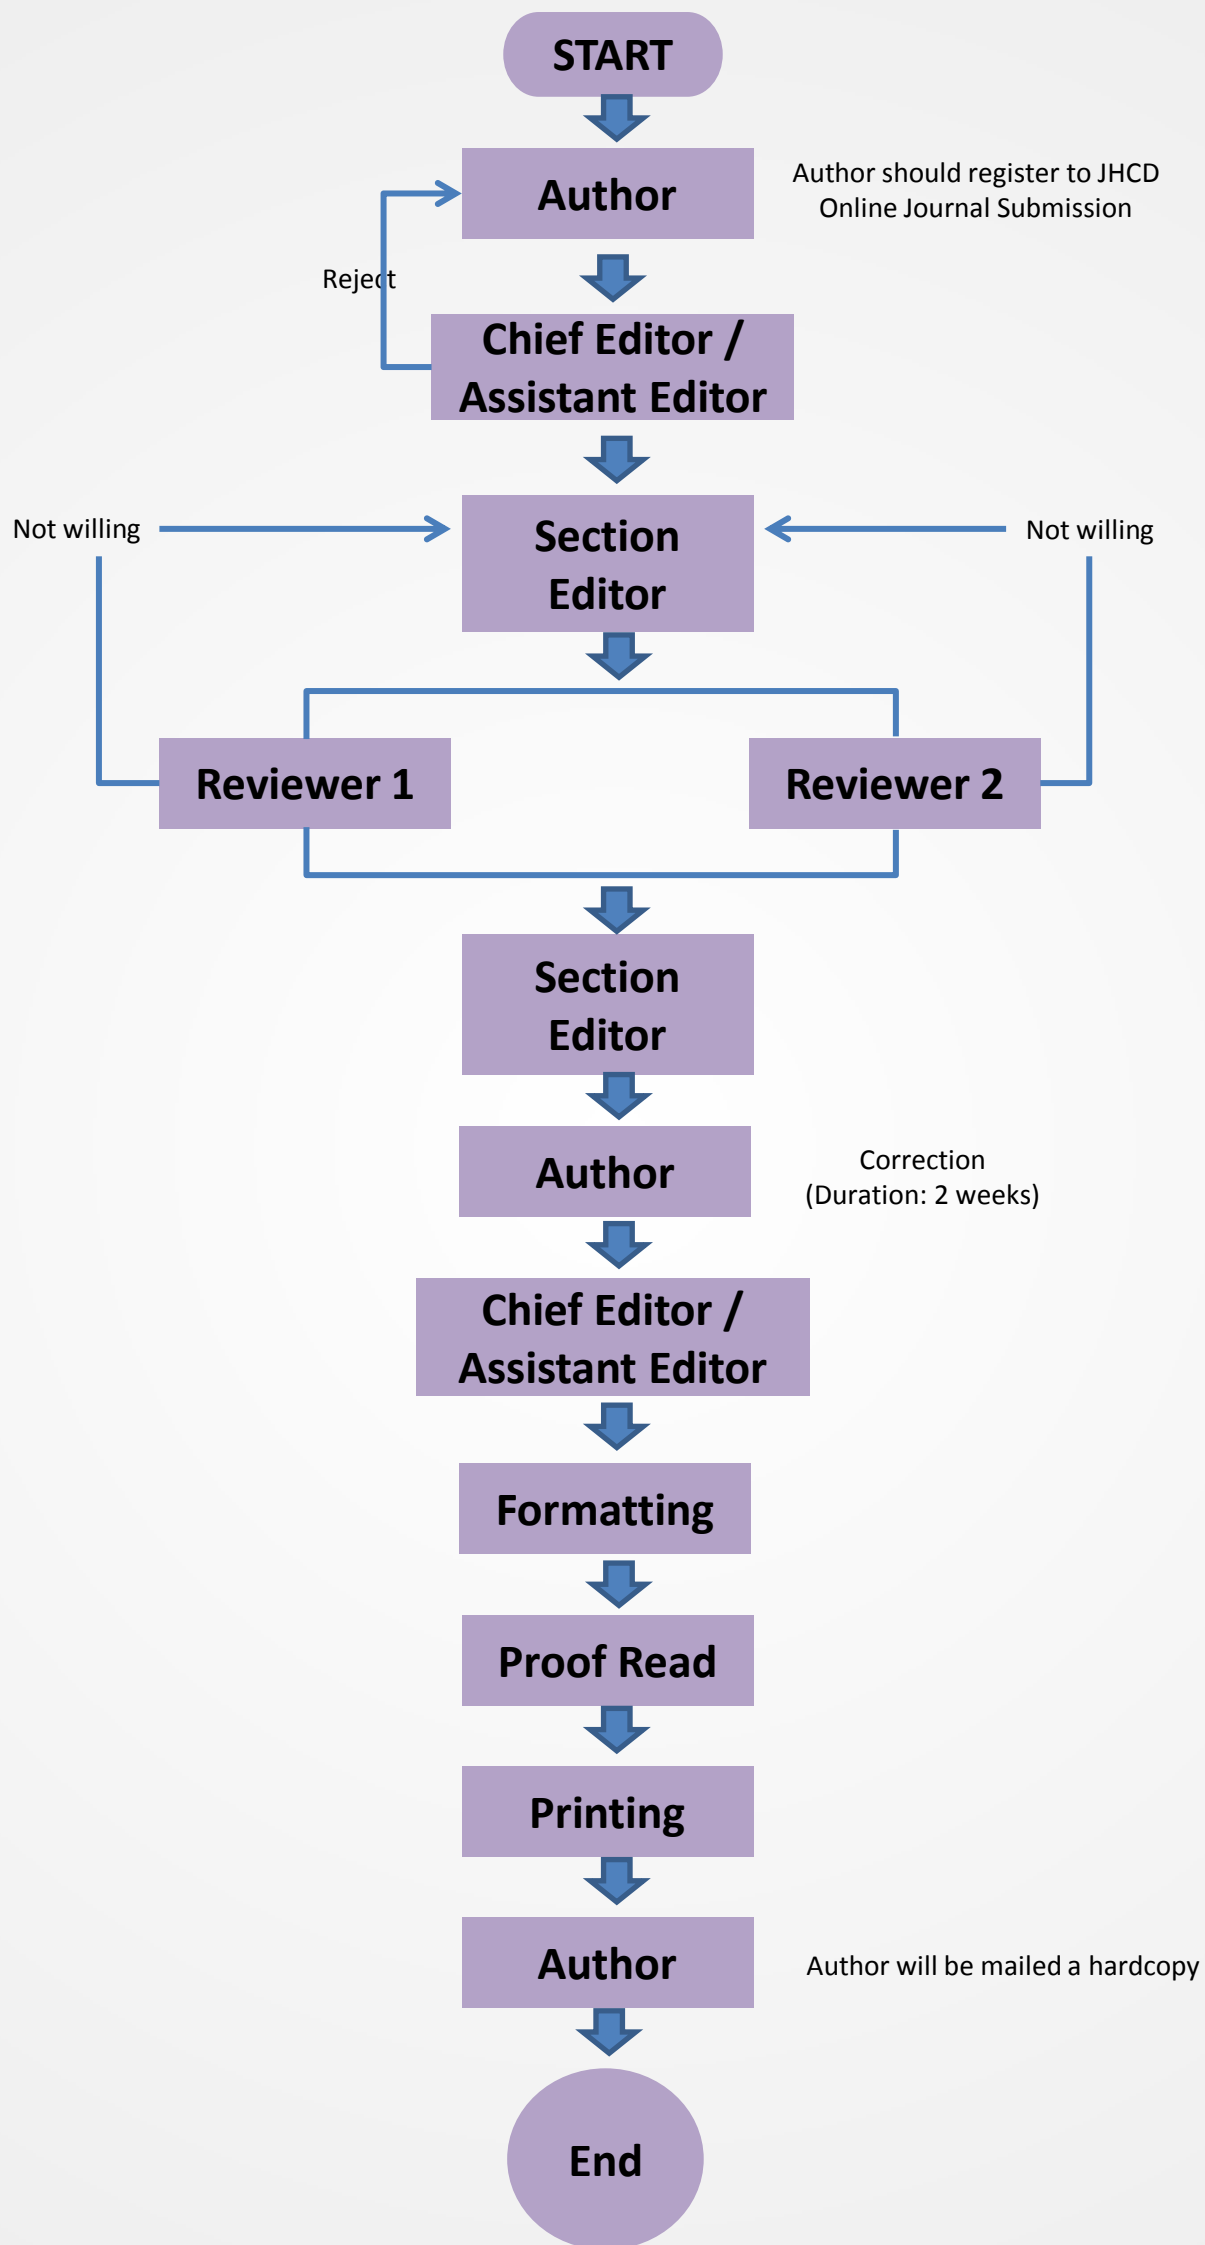 START
Author
Author should register to JHCD
Online Journal Submission
Reject
Chief Editor /
Assistant Editor
Not willing
Section
Editor
Not willing
Reviewer 1
Reviewer 2
Section
Editor
Author
Correction
(Duration: 2 weeks)
Chief Editor /
Assistant Editor
Formatting
Proof Read
Printing
Author
Author will be mailed a hardcopy
End